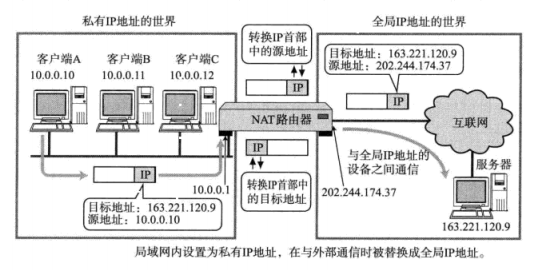 私有IP地址的世界
全局IP地址的世界
转换IP首部
中的源地址
目标地址：163.221.120.9
源地址：202.244.174.37
客户端A
10.0.0.10
客户端B
10.0.0.11
客户端C
10.0.0.12
IP
IP
NAT路由器
互联网
IP
IP
与全局IP地址的
设备之间通信
服务器
10.0.0.1
202.244.174.37
目标地址：163.221.120.9
源地址：10.0.0.10
转换IP首部
中的目标地址
163.221.120.9
局域网内设置为私有IP地址，在与外部通信时被替换成全局IP地址。